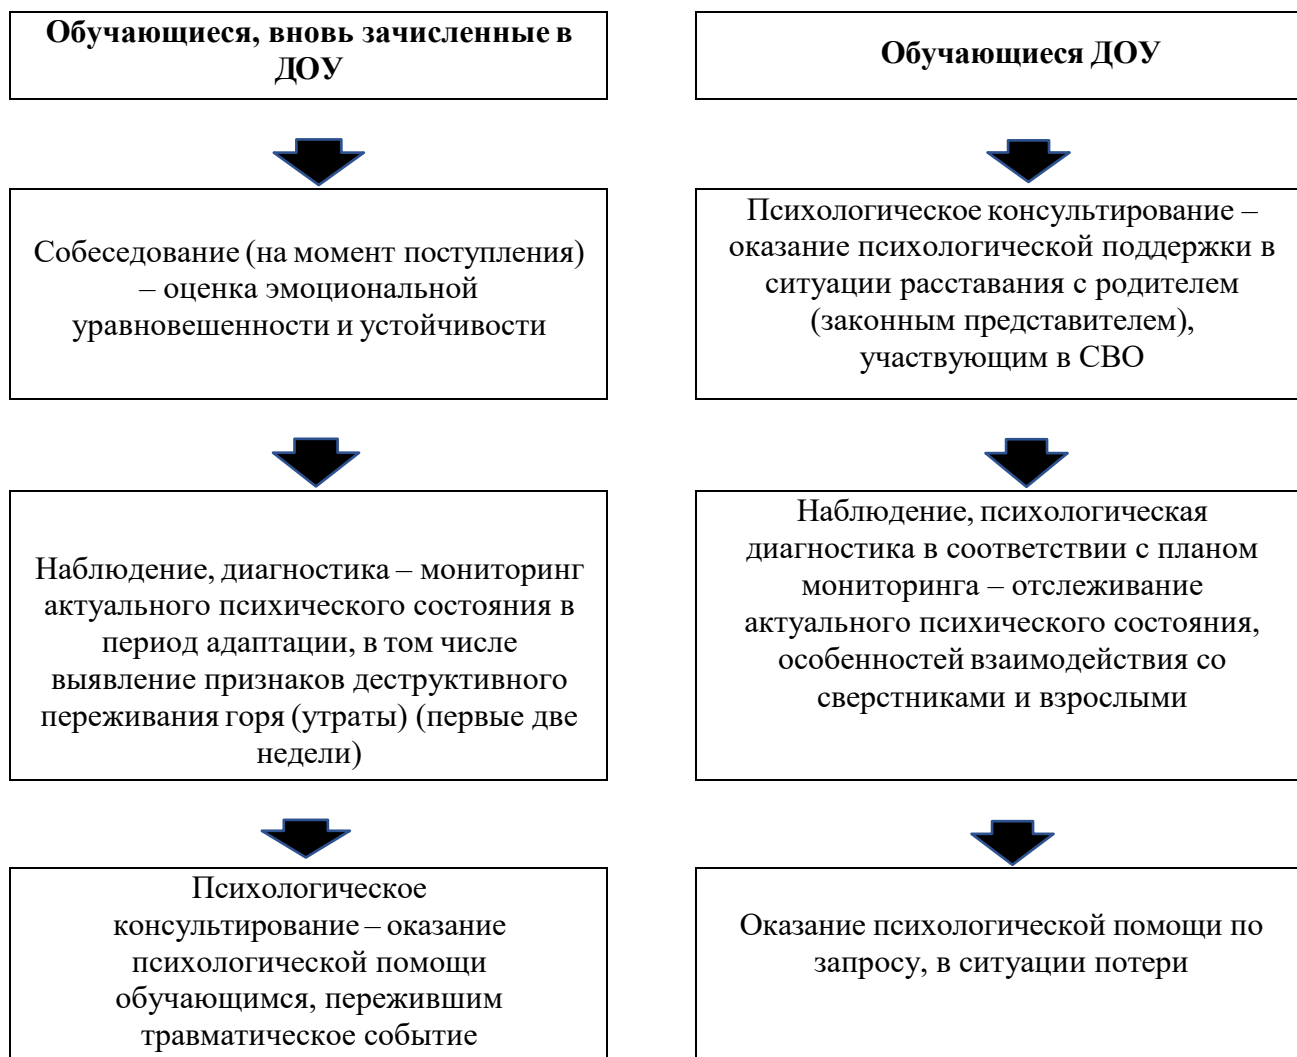 Обучающиеся, вновь зачисленные в
ДОУ
Обучающиеся ДОУ
Собеседование (на момент поступления)
– оценка эмоциональной
уравновешенности и устойчивости
Психологическое консультирование –
оказание психологической поддержки в
ситуации расставания с родителем
(законным представителем),
участвующим в СВО
Наблюдение, диагностика – мониторинг
актуального психического состояния в
период адаптации, в том числе
выявление признаков деструктивного
переживания горя (утраты) (первые две
недели)
Наблюдение, психологическая
диагностика в соответствии с планом
мониторинга – отслеживание
актуального психического состояния,
особенностей взаимодействия со
сверстниками и взрослыми
Психологическое
консультирование – оказание
психологической помощи
обучающимся, пережившим
травматическое событие
Оказание психологической помощи по
запросу, в ситуации потери